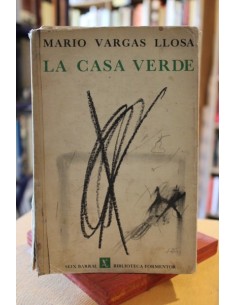 MARIO VARGAS LLOSA
LA CASA VERDE
SEIX BARRAL BIBLIOTECA FORMENTOR